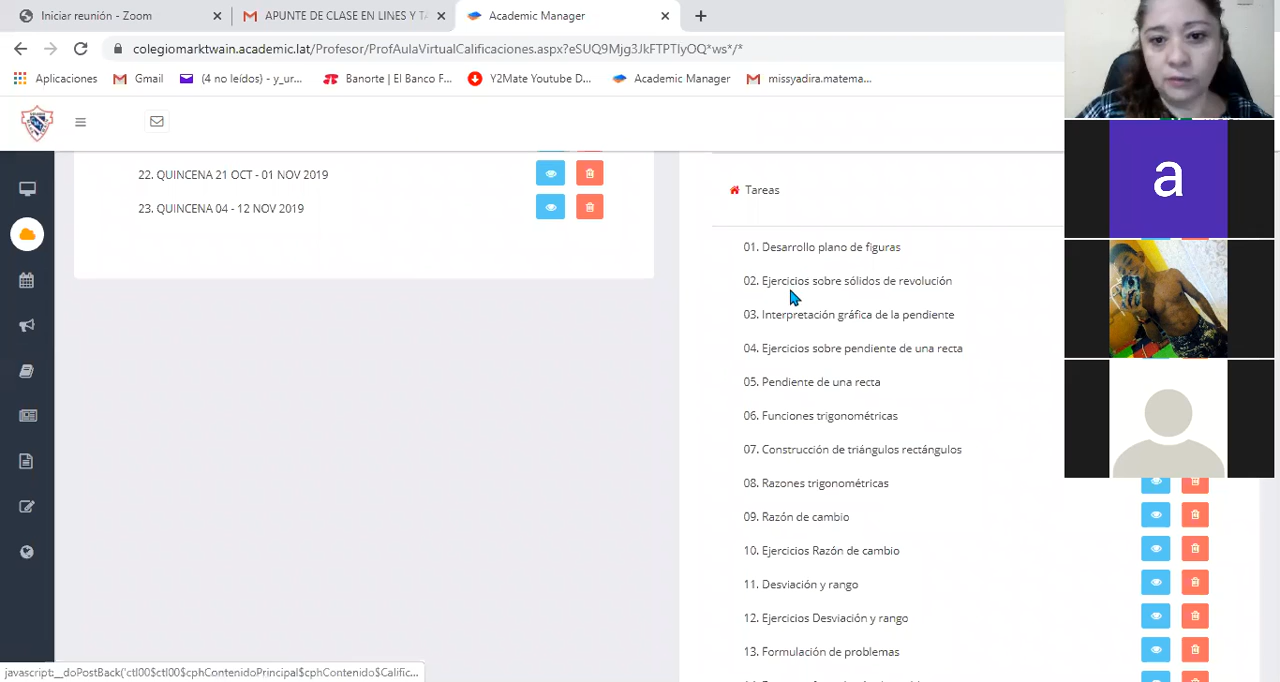 Iniciar reunión - Zoom
APUNTE DE CLASE EN LINES Y TA
Academic Manager
colegiomarktwain.academic.lat/Profesor/ProfAulaVirtualCalificaciones.aspx?eSUQ9Mjg3JkFTPTIyOQ*ws*/*
Aplicaciones
Gmail
(4 no leídos) - y_ur...
Banorte | El Banco F...
Y2Mate Youtube D...
Academic Manager
missyadira.matema...
22. QUINCENA 21 OCT - 01 NOV 2019
23. QUINCENA 04 - 12 NOV 2019
Tareas
01. Desarrollo plano de figuras
02. Ejercicios sobre sólidos de revolución
03. Interpretación gráfica de la pendiente
04. Ejercicios sobre pendiente de una recta
05. Pendiente de una recta
06. Funciones trigonométricas
07. Construcción de triángulos rectángulos
08. Razones trigonométricas
09. Razón de cambio
10. Ejercicios Razón de cambio
11. Desviación y rango
12. Ejercicios Desviación y rango
13. Formulación de problemas
a
javascript:__doPostBack('ctl00$ctl00$cphContenidoPrincipal$cphContenido$Calific...